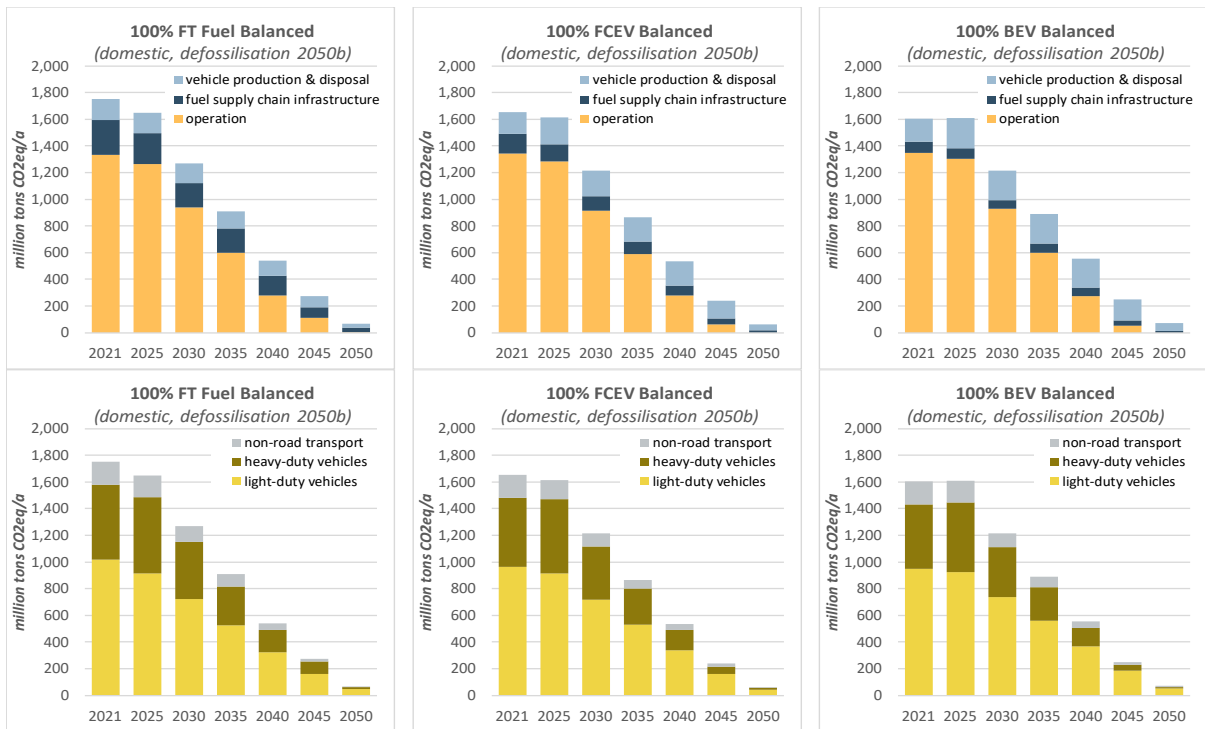 100% FT Fuel Balanced
(domestic, defossilisation 2050b)
million tons CO2eq/a
2,000
1,800
1,600
1,400
1,200
1,000
800
600
400
200
0
vehicle production & disposal
fuel supply chain infrastructure
operation
2021 2025 2030 2035 2040 2045 2050
100% FCEV Balanced
(domestic, defossilisation 2050b)
million tons CO2eq/a
2,000
1,800
1,600
1,400
1,200
1,000
800
600
400
200
0
vehicle production & disposal
fuel supply chain infrastructure
operation
2021 2025 2030 2035 2040 2045 2050
100% BEV Balanced
(domestic, defossilisation 2050b)
million tons CO2eq/a
2,000
1,800
1,600
1,400
1,200
1,000
800
600
400
200
0
vehicle production & disposal
fuel supply chain infrastructure
operation
2021 2025 2030 2035 2040 2045 2050
100% FT Fuel Balanced
(domestic, defossilisation 2050b)
million tons CO2eq/a
2,000
1,800
1,600
1,400
1,200
1,000
800
600
400
200
0
non-road transport
heavy-duty vehicles
light-duty vehicles
2021 2025 2030 2035 2040 2045 2050
100% FCEV Balanced
(domestic, defossilisation 2050b)
million tons CO2eq/a
2,000
1,800
1,600
1,400
1,200
1,000
800
600
400
200
0
non-road transport
heavy-duty vehicles
light-duty vehicles
2021 2025 2030 2035 2040 2045 2050
100% BEV Balanced
(domestic, defossilisation 2050b)
million tons CO2eq/a
2,000
1,800
1,600
1,400
1,200
1,000
800
600
400
200
0
non-road transport
heavy-duty vehicles
light-duty vehicles
2021 2025 2030 2035 2040 2045 2050